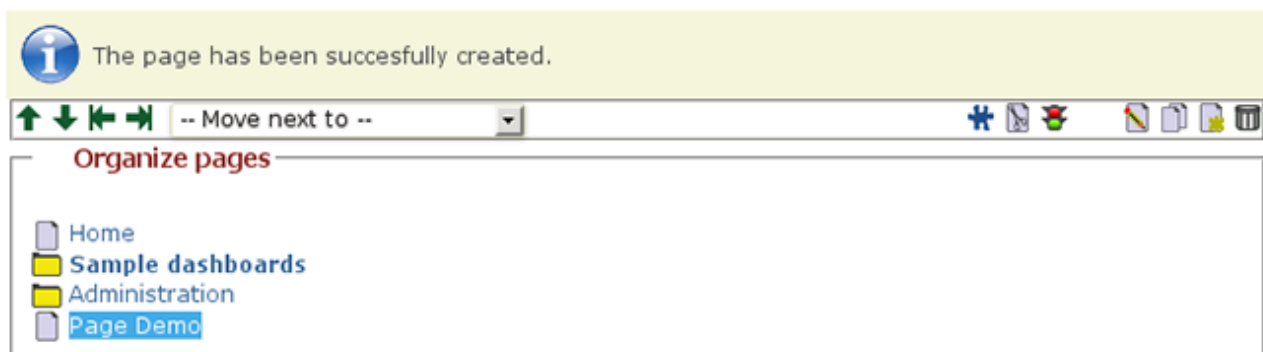 The page has been succesfully created.
-- Move next to --
Organize pages
Home
Sample dashboards
Administration
Page Demo